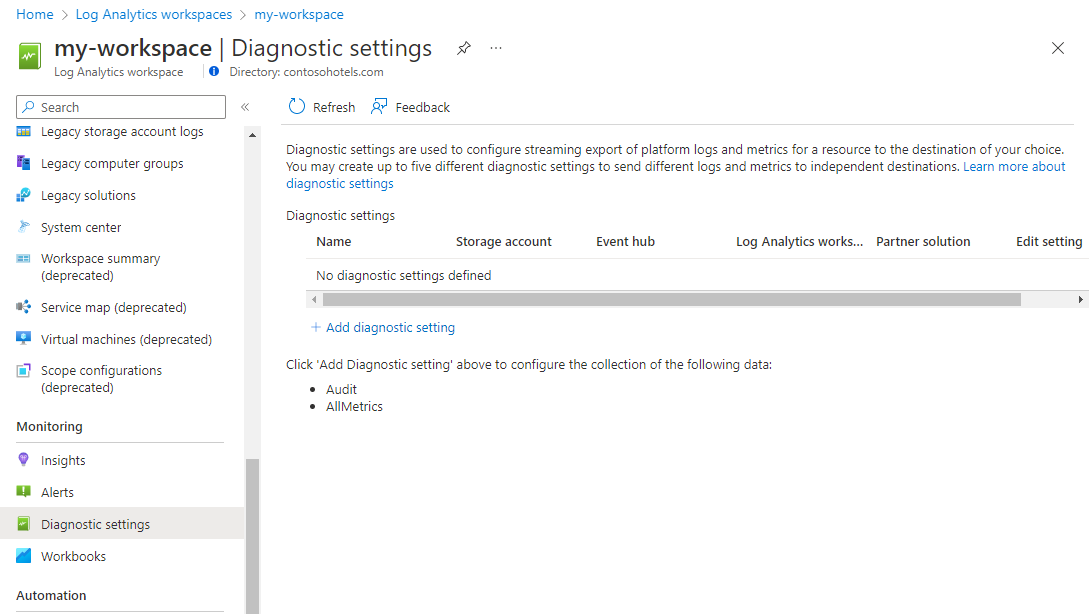 Home > Log Analytics workspaces > my-workspace
my-workspace | Diagnostic settings
Log Analytics workspace
Directory: contosohotels.com
Search
Legacy storage account logs
Legacy computer groups
Legacy solutions
System center
Workspace summary
(deprecated)
Service map (deprecated)
Virtual machines (deprecated)
Scope configurations
(deprecated)
Monitoring
Insights
Alerts
Diagnostic settings
Workbooks
Automation
Refresh
Feedback
Diagnostic settings are used to configure streaming export of platform logs and metrics for a resource to the destination of your choice.
You may create up to five different diagnostic settings to send different logs and metrics to independent destinations. Learn more about
diagnostic settings
Diagnostic settings
Name Storage account Event hub Log Analytics works... Partner solution Edit setting
No diagnostic settings defined
+ Add diagnostic setting
Click 'Add Diagnostic setting' above to configure the collection of the following data:
• Audit
• AllMetrics